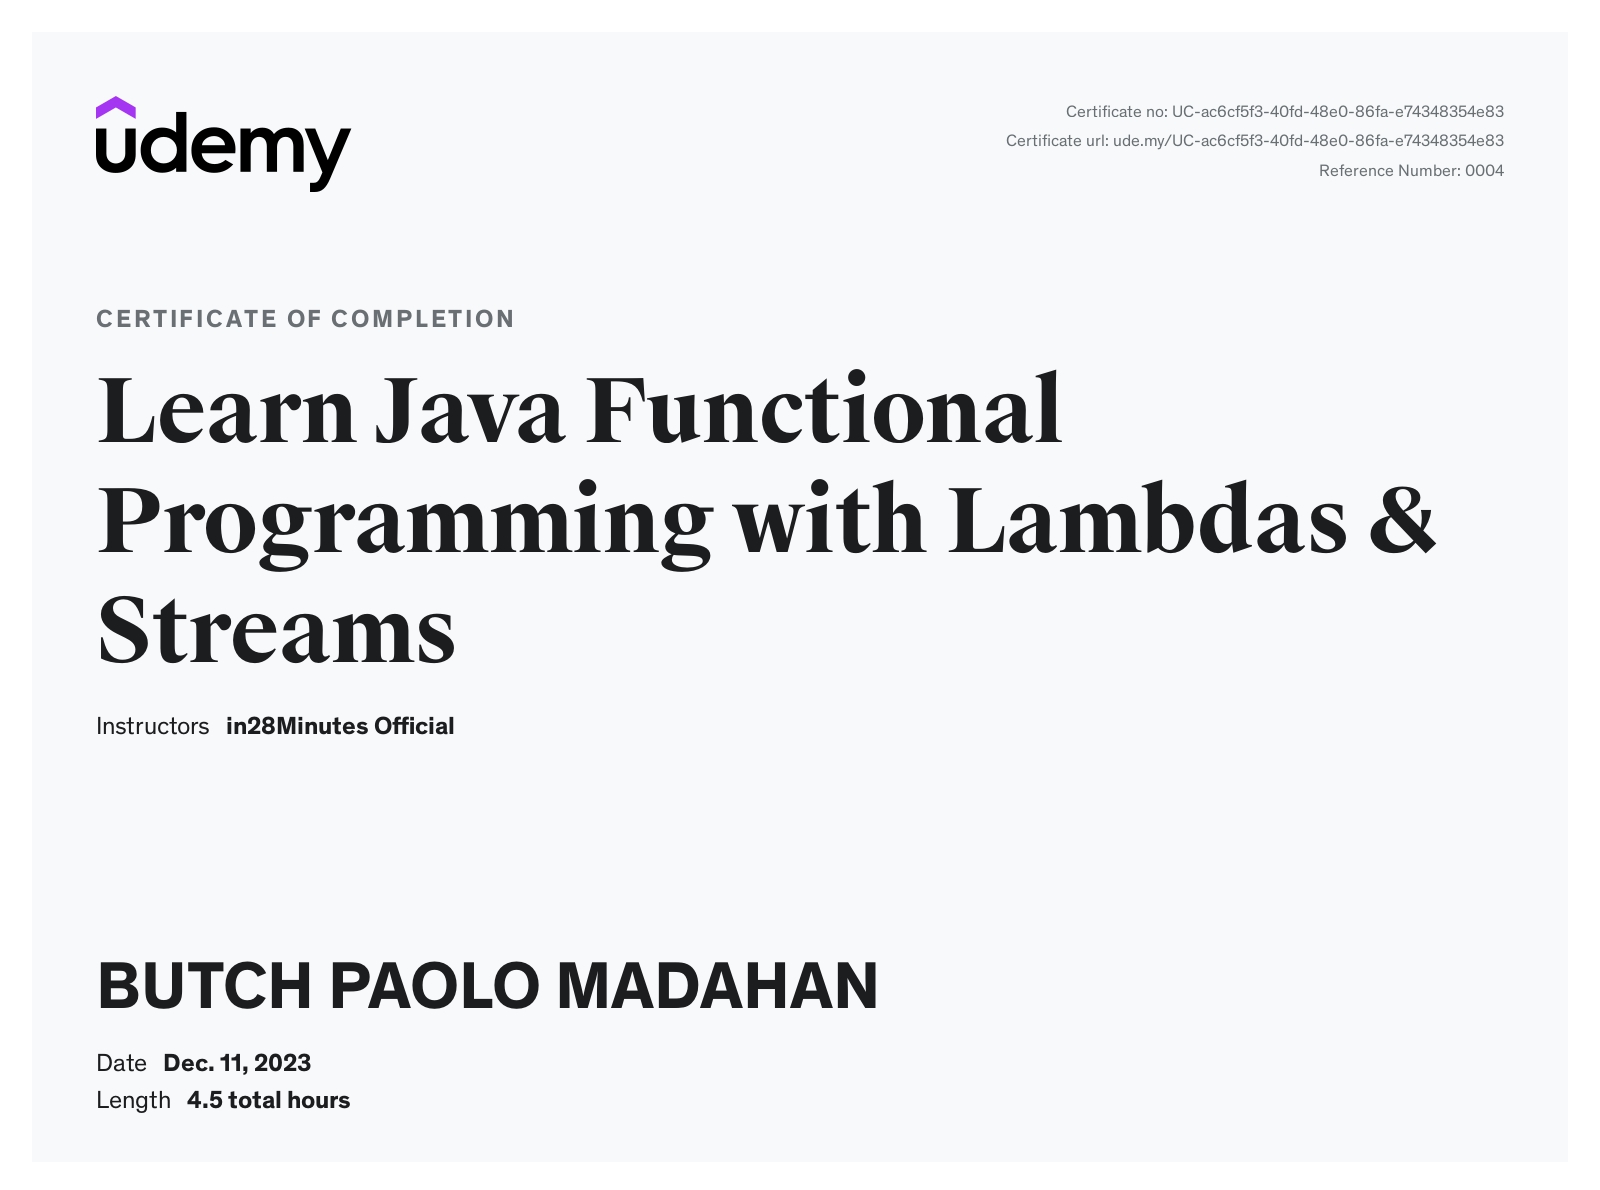 udemy
Certificate no: UC-ac6cf5f3-40fd-48e0-86fa-e74348354e83
Certificate url: ude.my/UC-ac6cf5f3-40fd-48e0-86fa-e74348354e83
Reference Number: 0004
CERTIFICATE OF COMPLETION
Learn Java Functional
Programming with Lambdas &
Streams
Instructors in28Minutes Official
BUTCH PAOLO MADAHAN
Date Dec. 11, 2023
Length 4.5 total hours